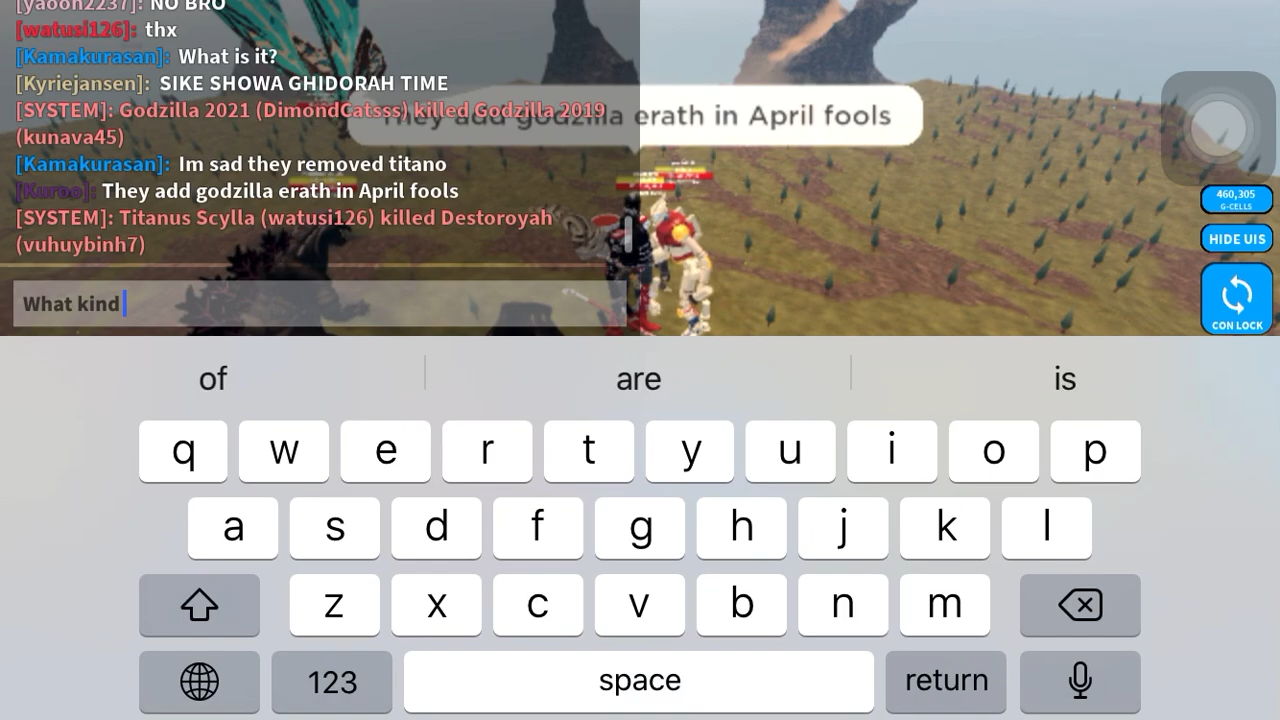 [yaoon2237]: NO BRO
[watusi126]: thx
[Kamakurasan]: What is it?
[Kyriejansen]: SIKE SHOWA GHIDORAH TIME
[SYSTEM]: Godzilla 2021 (DimondCatsss) killed Godzilla 2019
(kunava45)
They add godzilla erath in April fools
[Kamakurasan]: Im sad they removed titano
[Kuroo]: They add godzilla erath in April fools
[SYSTEM]: Titanus Scylla (watusi126) killed Destoroyah
(vuhuybinh7)
460,305
G-CELLS
HIDE UIS
CON LOCK
What kind
of are is
q w e r t y u i o p
a s d f g h j k l
z x c v b n m
123 space return